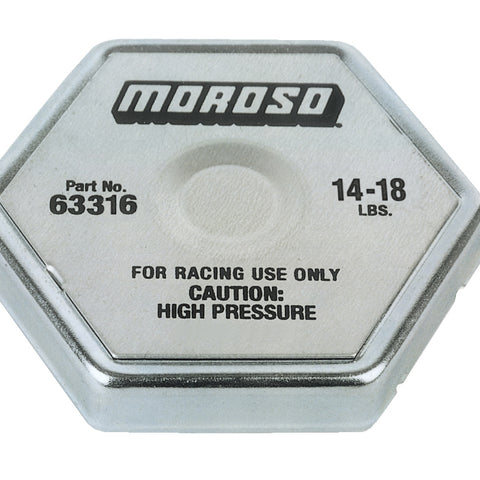 MOROSO
Part No.
63316
14-18
LBS.
FOR RACING USE ONLY
CAUTION:
HIGH PRESSURE